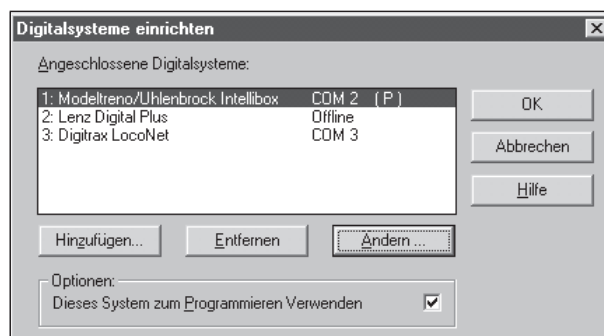 Digitalsysteme einrichten
Angeschlossene Digitalsysteme:
1: Modeltreno/Uhlenbrock Intellibox COM 2 (P)
2: Lenz Digital Plus Offline
3: Digitrax LocoNet COM 3
OK
Abbrechen
Hilfe
Hinzufügen... Entfernen Ändern ...
Optionen:
Dieses System zum Programmieren Verwenden